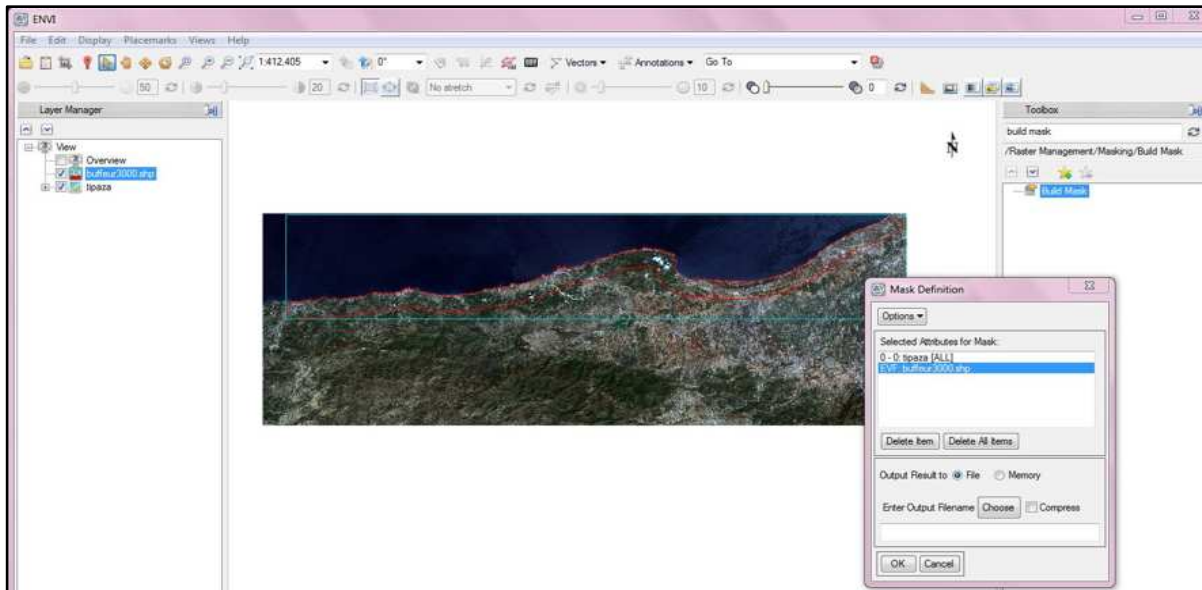 ENVI
File Edit Display Placemarks Views Help
1:412,405 0° Vectors Annotations Go To
50 20 No stretch 10 0
Layer Manager
View
Overview
buffeur3000.shp
tipaza
N
Toolbox
build mask
/Raster Management/Masking/Build Mask
Build Mask
Mask Definition
Options
Selected Attributes for Mask:
0 - 0: tipaza [ALL]
EVF: buffeur3000.shp
Delete Item Delete All Items
Output Result to File Memory
Enter Output Filename Choose Compress
OK Cancel